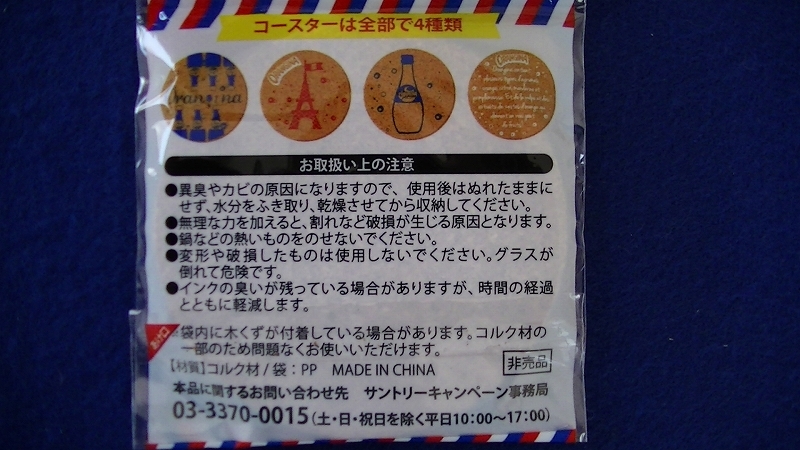 コースターは全部で4種類
お取扱い上の注意
●異臭やカビの原因になりますので、使用後はぬれたままに
せず、水分をふき取り、乾燥させてから収納してください。
●無理な力を加えると、割れなど破損が生じる原因となります。
●鍋などの熱いものをのせないでください。
●変形や破損したものは使用しないでください。グラスが
倒れて危険です。
●インクの臭いが残っている場合がありますが、時間の経過
とともに軽減します。
袋内に木くずが付着している場合があります。コルク材の
一部のため問題なくお使いいただけます。
【材質】コルク材/袋:PP MADE IN CHINA
非売品
本品に関するお問い合わせ先 サントリーキャンペーン事務局
03-3370-0015(土・日・祝日を除く平日10:00~17:00)